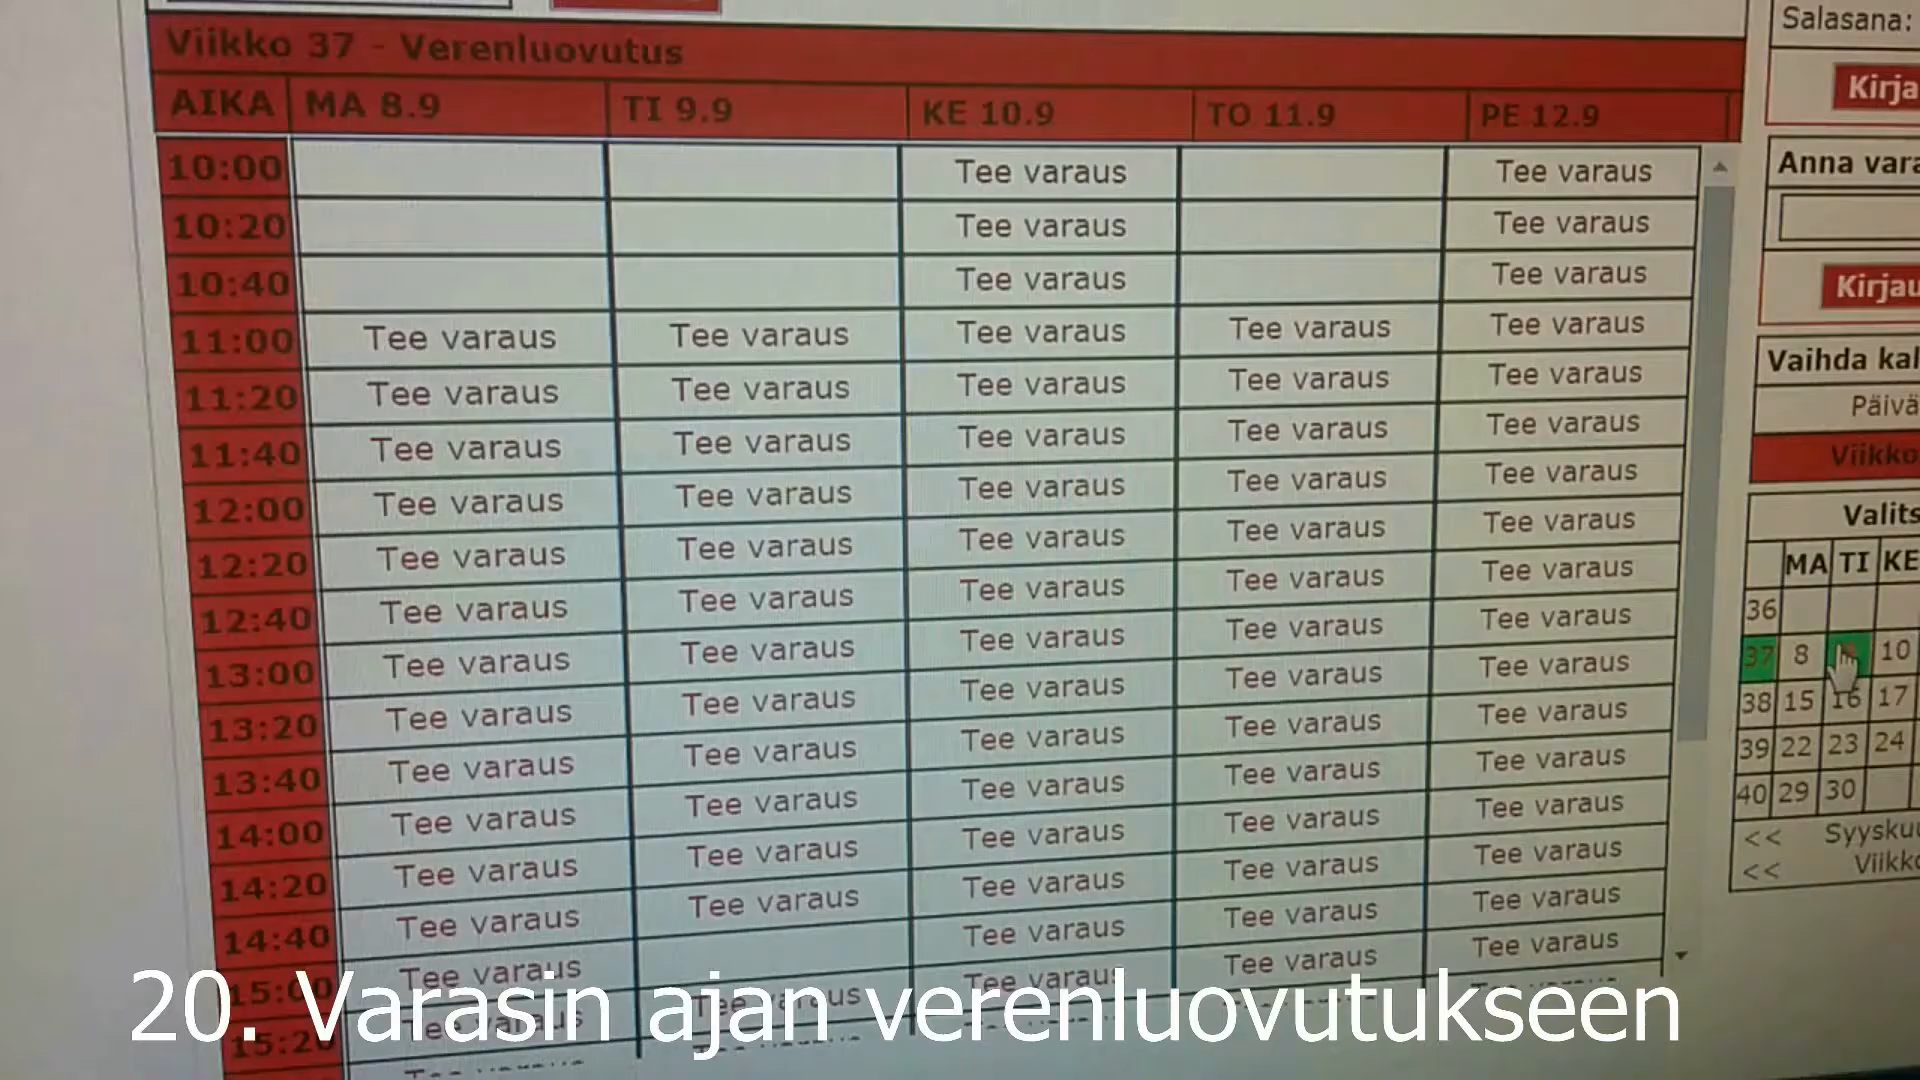 Viikko 37 - Verenluovutus
AIKA MA 8.9 TI 9.9 KE 10.9 TO 11.9 PE 12.9
10:00 Tee varaus Tee varaus
10:20 Tee varaus Tee varaus
10:40 Tee varaus Tee varaus
11:00 Tee varaus Tee varaus Tee varaus Tee varaus Tee varaus
11:20 Tee varaus Tee varaus Tee varaus Tee varaus Tee varaus
11:40 Tee varaus Tee varaus Tee varaus Tee varaus Tee varaus
12:00 Tee varaus Tee varaus Tee varaus Tee varaus Tee varaus
12:20 Tee varaus Tee varaus Tee varaus Tee varaus Tee varaus
12:40 Tee varaus Tee varaus Tee varaus Tee varaus Tee varaus
13:00 Tee varaus Tee varaus Tee varaus Tee varaus Tee varaus
13:20 Tee varaus Tee varaus Tee varaus Tee varaus Tee varaus
13:40 Tee varaus Tee varaus Tee varaus Tee varaus Tee varaus
14:00 Tee varaus Tee varaus Tee varaus Tee varaus Tee varaus
14:20 Tee varaus Tee varaus Tee varaus Tee varaus Tee varaus
14:40 Tee varaus Tee varaus Tee varaus Tee varaus Tee varaus
15:00 Tee varaus Tee varaus Tee varaus Tee varaus
15:20 Tee varaus Tee varaus
Salasana:
Kirja
Anna vara
Kirjau
Vaihda kal
Päivä
Viikko
Valits
MA TI KE
36
37 8 10
38 15 16 17
39 22 23 24
40 29 30
<< Syysku
<< Viikko
20. Varasin ajan verenluovutukseen